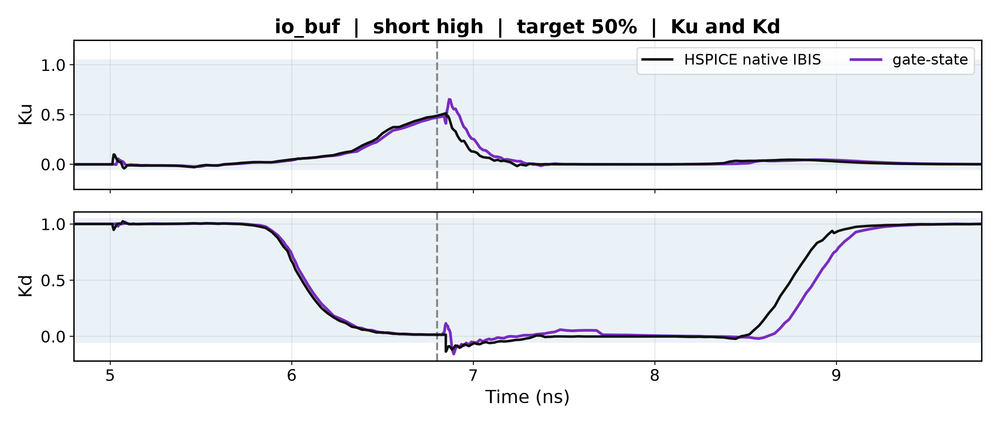 io_buf | short high | target 50% | Ku and Kd
HSPICE native IBIS gate-state
Ku
1.0
0.5
0.0
Kd
1.0
0.5
0.0
5 6 7 8 9
Time (ns)